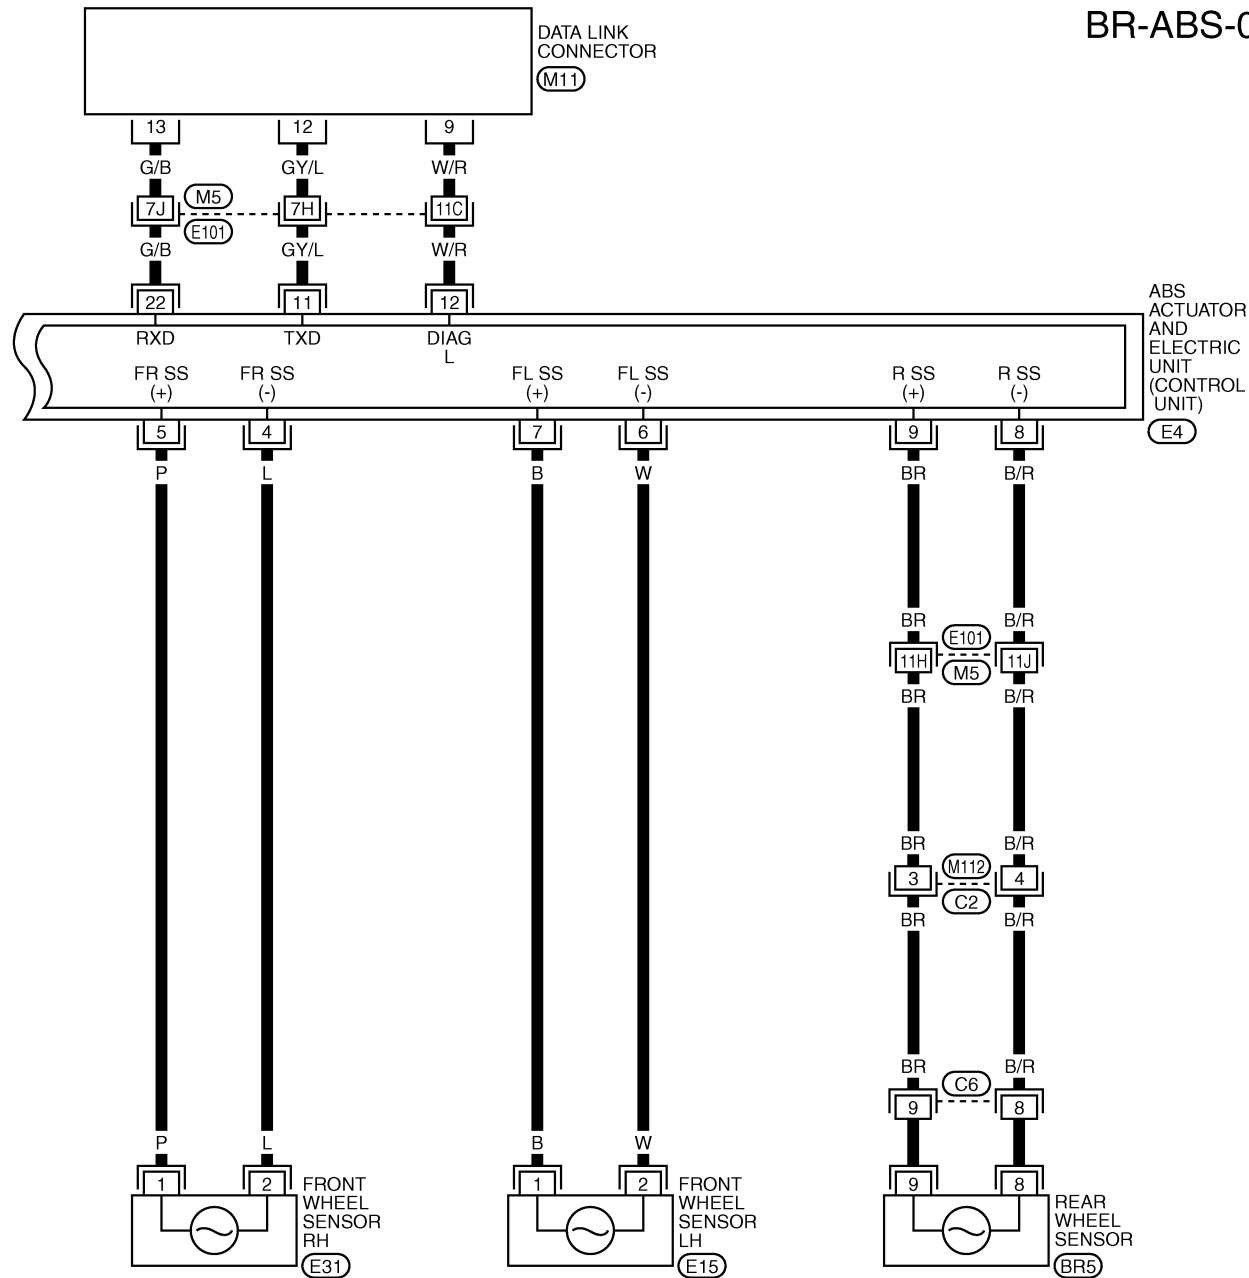 BR-ABS-0
DATA LINK
CONNECTOR
M11
13 12 9
G/B GY/L W/R
7J M5 7H 11C
E101
G/B GY/L W/R
22 11 12
RXD TXD DIAG
L
ABS
ACTUATOR
AND
ELECTRIC
UNIT
(CONTROL
UNIT)
E4
FR SS FR SS FL SS FL SS R SS R SS
(+) (-) (+) (-) (+) (-)
5 4 7 6 9 8
P L B W BR B/R
BR B/R
E101
11H 11J
M5
BR B/R
BR B/R
M112
3 4
C2
BR B/R
BR B/R
C6
9 8
P L B W
1 2 1 2 9 8
FRONT
WHEEL
SENSOR
RH
E31
FRONT
WHEEL
SENSOR
LH
E15
REAR
WHEEL
SENSOR
BR5